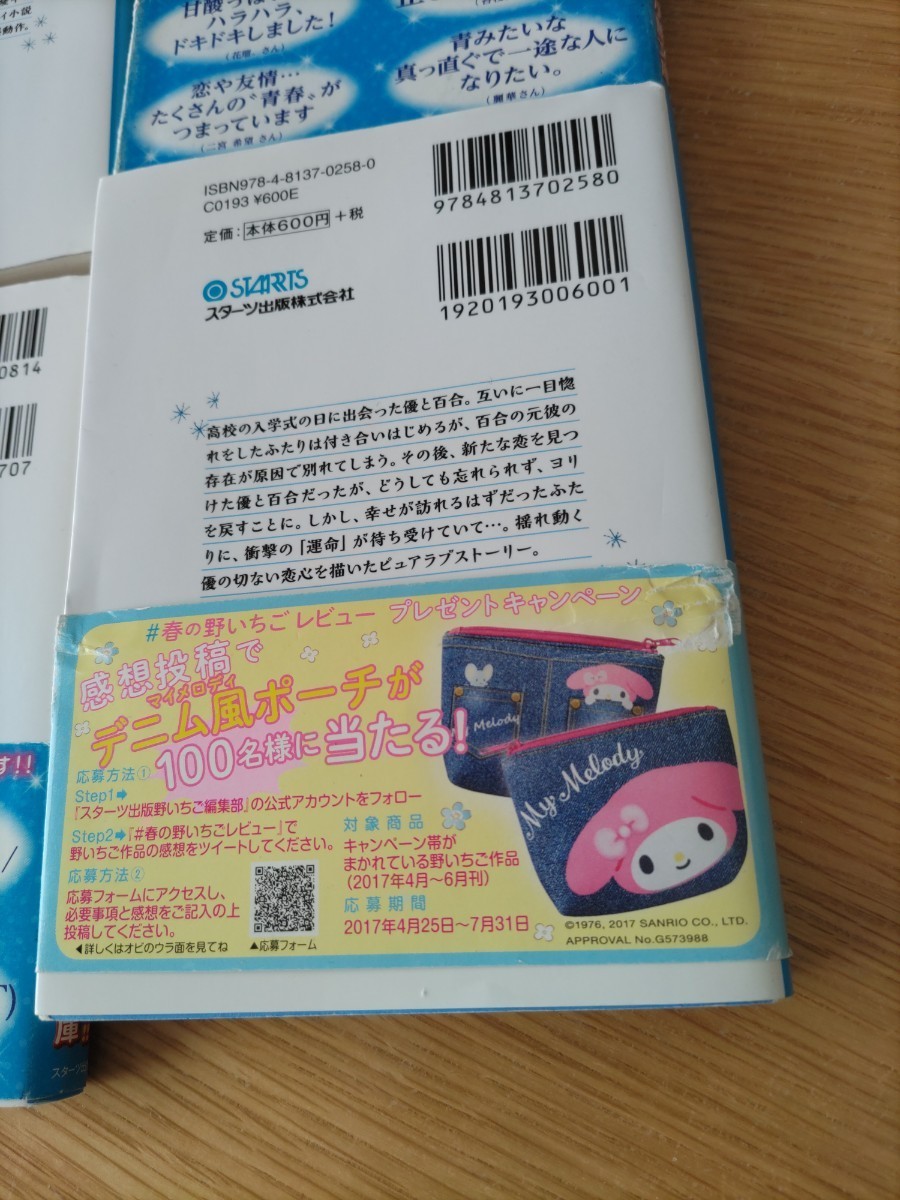 イ小説
動作。
甘酸っぱ
ハラハラ、
ドキドキしました!
恋や友情…
たくさんの〝青春〟が
つまっています
(二宮 希望 さん)
青みたいな
真っ直ぐで一途な人に
なりたい。
(麗華さん)
ISBN978-4-8137-0258-0
C0193 ¥600E
定価:本体600円+税
9784813702580
STARTS
スターツ出版株式会社
1920193006001
0814
707
高校の入学式の日に出会った優と百合。互いに一目惚
れをしたふたりは付き合いはじめるが、百合の元彼の
存在が原因で別れてしまう。その後、新たな恋を見つ
けた優と百合だったが、どうしても忘れられず、ヨリ
を戻すことに。しかし、幸せが訪れるはずだったふた
りに、衝撃の「運命」が待ち受けていて…。揺れ動く
優の切ない恋心を描いたピュアラブストーリー。
#春の野いちごレビュー プレゼントキャンペーン
感想投稿で
マイメロディ
デニム風ポーチが
100名様に当たる!
応募方法①
Step1➡
『スターツ出版野いちご編集部』の公式アカウントをフォロー
Step2➡『#春の野いちごレビュー』で
野いちご作品の感想をツイートしてください。
応募方法②
応募フォームにアクセスし、
必要事項と感想をご記入の上
投稿してください。
◀詳しくはオビのウラ面を見てね
▲応募フォーム
対象商品
キャンペーン帯が
まかれている野いちご作品
(2017年4月〜6月刊)
応募期間
2017年4月25日〜7月31日
Melody
My Melody
©1976, 2017 SANRIO CO., LTD.
APPROVAL No.G573988
す!!
庫
スターツ